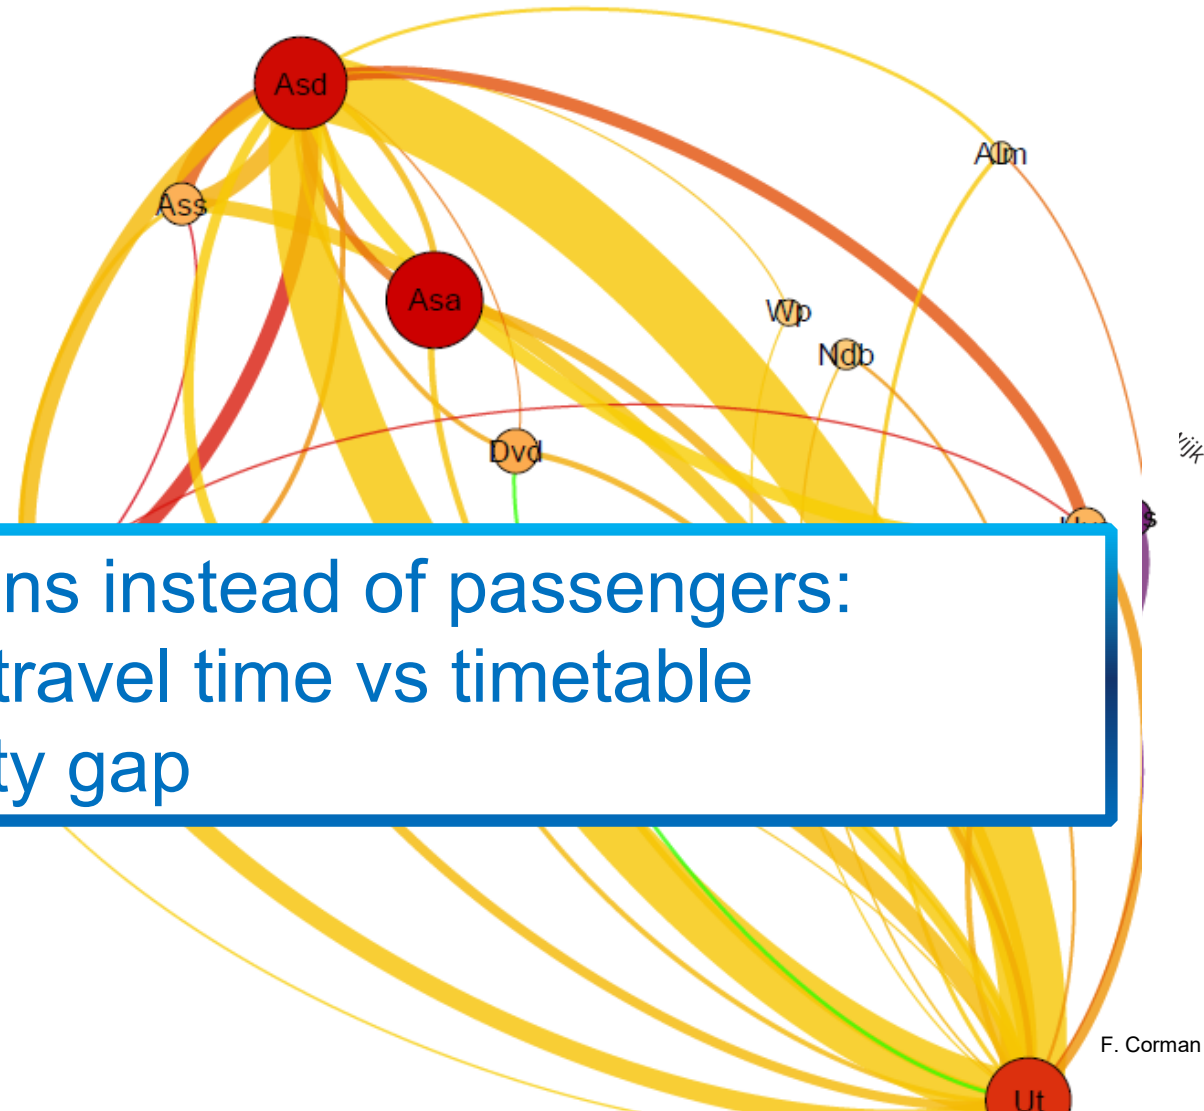 Asd
Alm
Ass
Asa
Wp
Ndb
Dvd
ns instead of passengers:
travel time vs timetable
ty gap
F. Corman
Ut